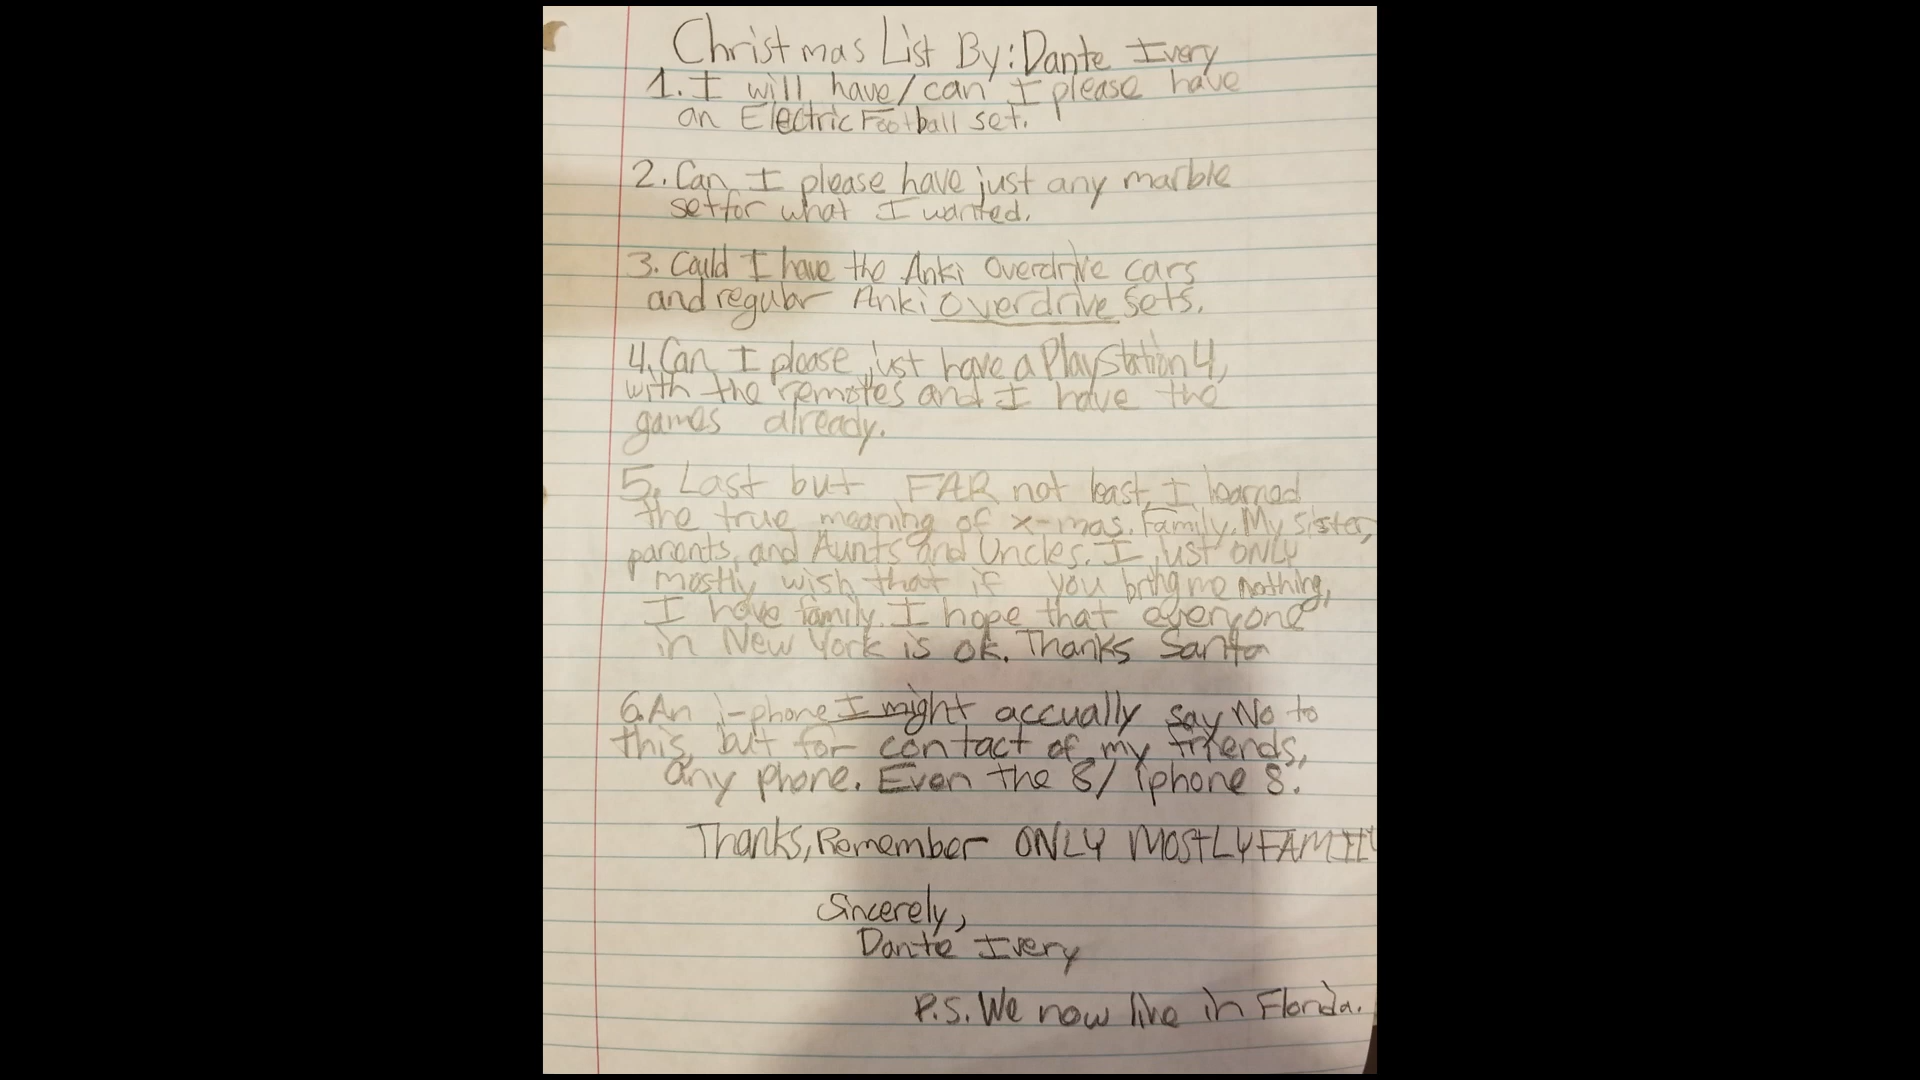 Christmas List By: Dante Ivery
1. I will have/can I please have
an Electric Football set.
2. Can I please have just any marble
set for what I wanted.
3. Could I have the Anki Overdrive cars
and regular Anki Overdrive sets.
4. Can I please just have a PlayStation 4,
with the remotes and I have the
games already.
5. Last but FAR not least, I learned
the true meaning of x-mas. Family. My sister,
parents, and Aunts and Uncles. I just ONLY
mostly wish that if you bring me nothing,
I have family. I hope that everyone
in New York is ok. Thanks Santa
6. An i-phone I might accually say No to
this, but for contact of my friends,
any phone. Even the 8/ iphone 8.
Thanks, Remember ONLY MOSTLY FAMILY
Sincerely,
Dante Ivery
P.S. We now live in Florida.